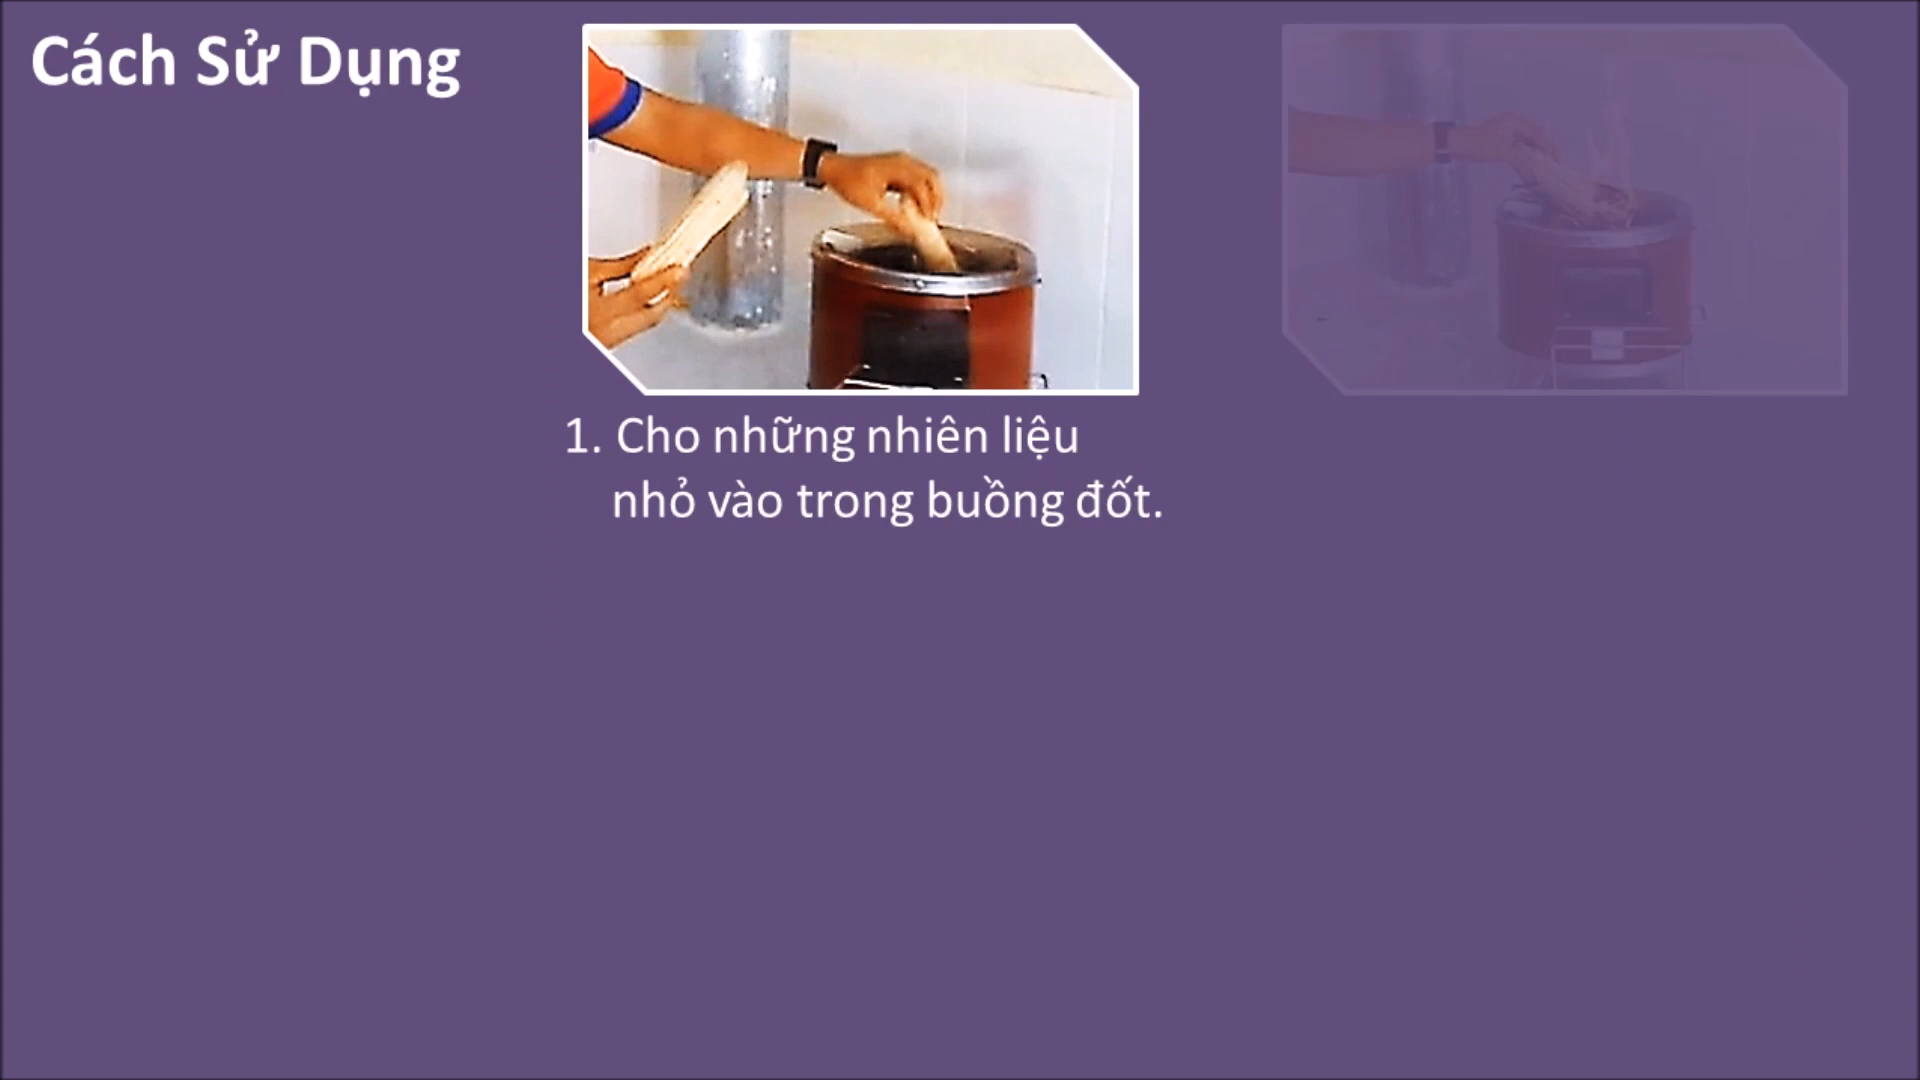 Cách Sử Dụng
1. Cho những nhiên liệu
nhỏ vào trong buồng đốt.